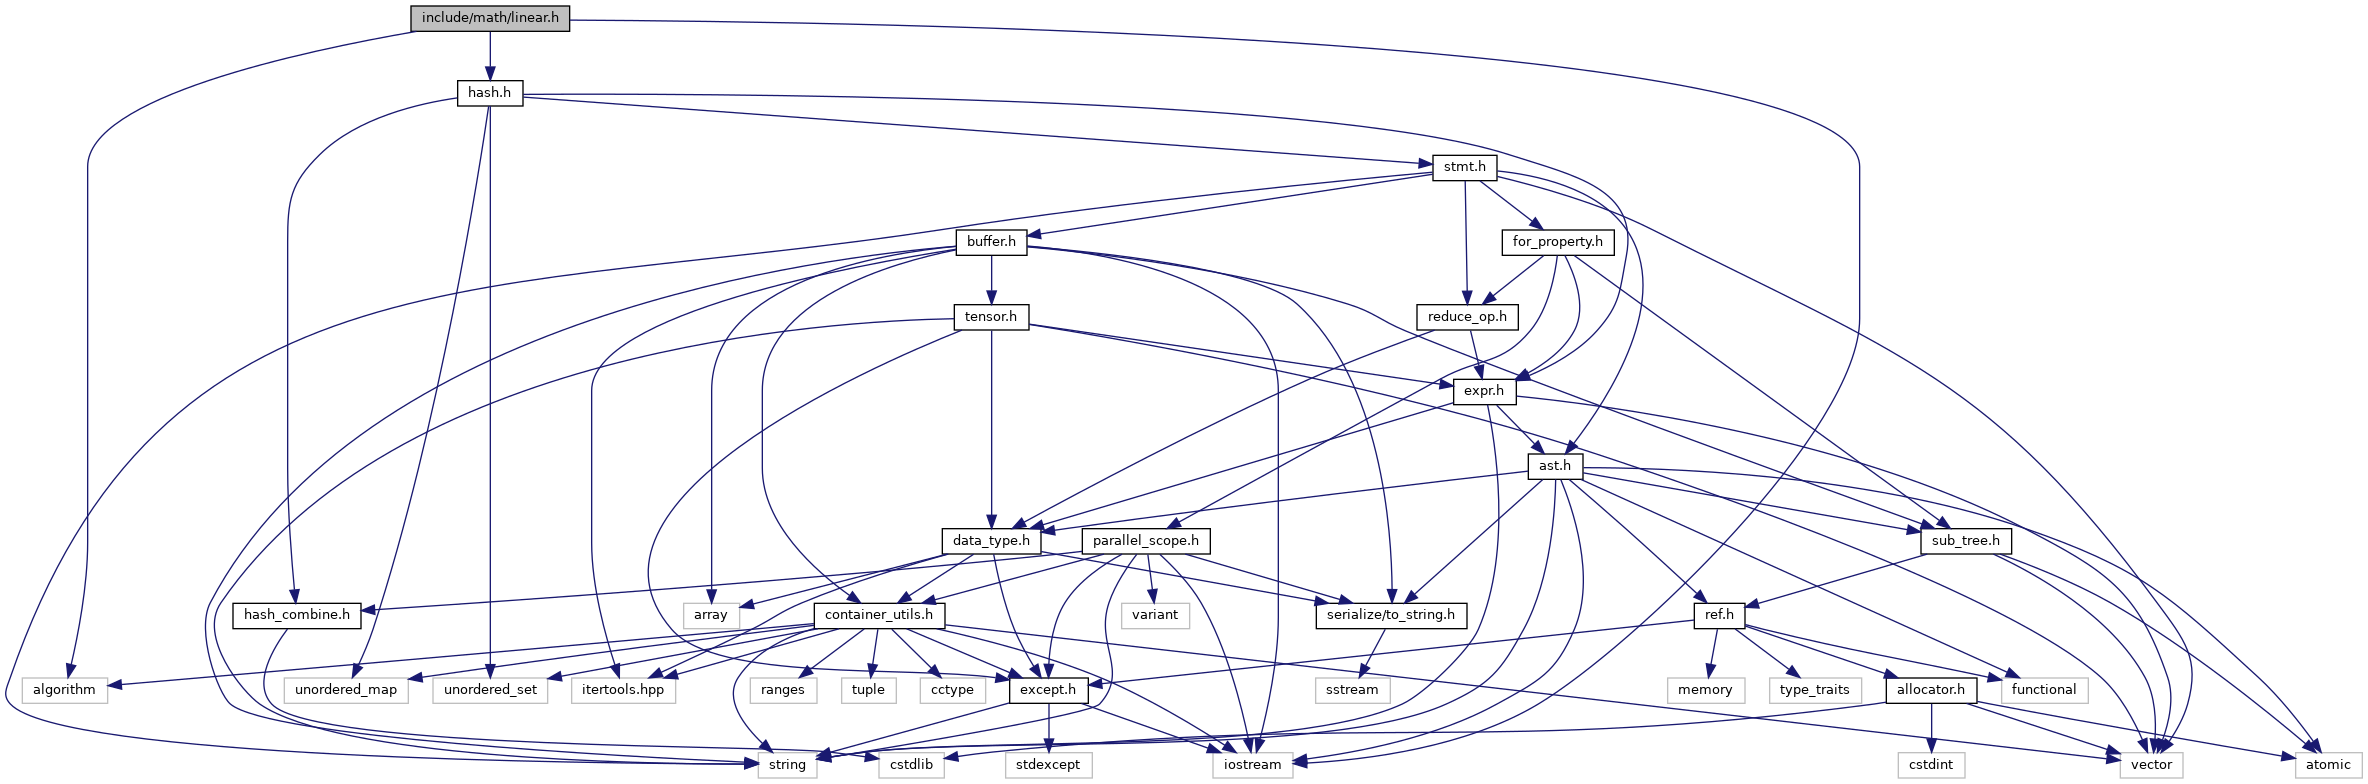 include/math/linear.h
hash.h
stmt.h
buffer.h
for_property.h
tensor.h
reduce_op.h
expr.h
ast.h
data_type.h
parallel_scope.h
sub_tree.h
hash_combine.h
array
container_utils.h
variant
serialize/to_string.h
ref.h
algorithm
unordered_map
unordered_set
itertools.hpp
ranges
tuple
cctype
except.h
sstream
memory
type_traits
allocator.h
functional
string
cstdlib
stdexcept
iostream
cstdint
vector
atomic